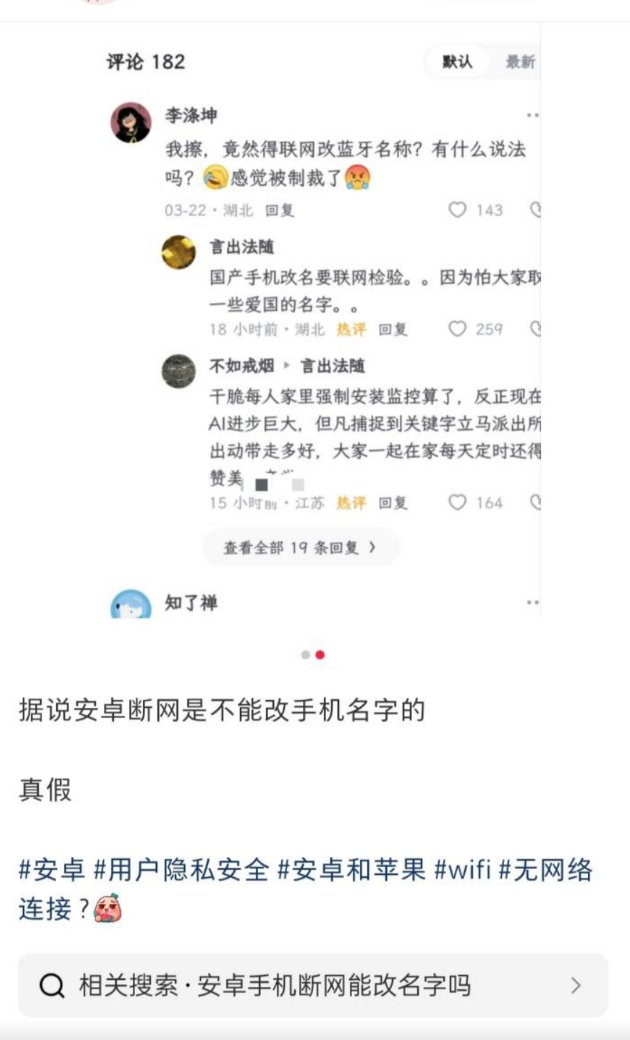 评论 182
默认 最新
李涤坤
我擦，竟然得联网改蓝牙名称？有什么说法
吗？😂感觉被制裁了😡
03-22 · 湖北 回复 143
言出法随
国产手机改名要联网检验。。因为怕大家取
一些爱国的名字。。
18 小时前 · 湖北 热评 回复 259
不如戒烟 ▸ 言出法随
干脆每人家里强制安装监控算了，反正现在
AI进步巨大，但凡捕捉到关键字立马派出所
出动带走多好，大家一起在家每天定时还得
赞美
15 小时前 · 江苏 热评 回复 164
查看全部 19 条回复 >
知了禅
据说安卓断网是不能改手机名字的
真假
#安卓 #用户隐私安全 #安卓和苹果 #wifi #无网络
连接?
相关搜索 · 安卓手机断网能改名字吗